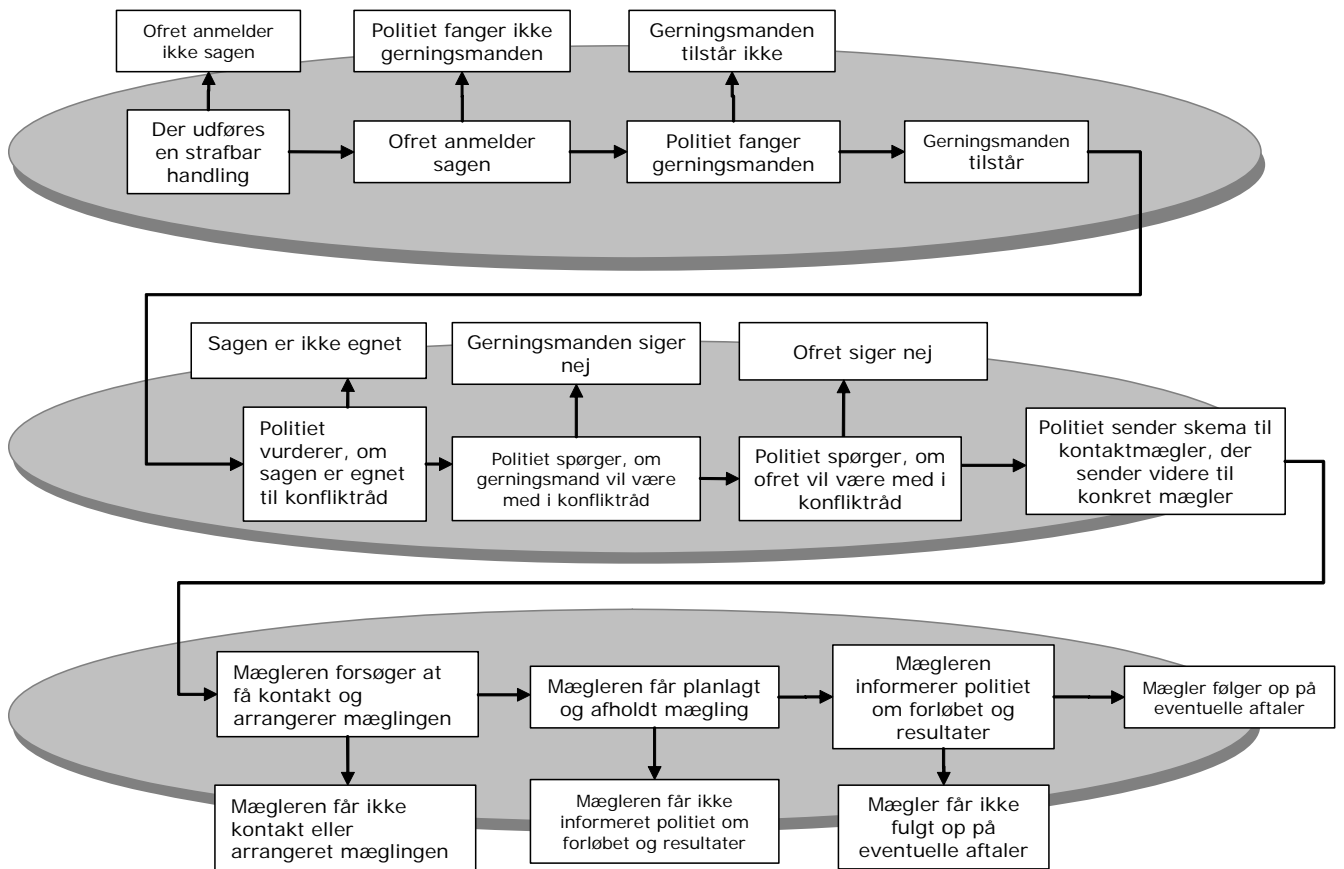 Ofret anmelder
ikke sagen
Politiet fanger ikke
gerningsmanden
Gerningsmanden
tilstår ikke
Der udføres
en strafbar
handling
Ofret anmelder
sagen
Politiet fanger
gerningsmanden
Gerningsmanden
tilstår
Sagen er ikke egnet
Gerningsmanden siger
nej
Ofret siger nej
Politiet
vurderer, om
sagen er egnet
til konfliktråd
Politiet spørger, om
gerningsmand vil være
med i konfliktråd
Politiet spørger, om
ofret vil være med i
konfliktråd
Politiet sender skema til
kontaktmægler, der
sender videre til
konkret mægler
Mægleren forsøger at
få kontakt og
arrangerer mæglingen
Mægleren får planlagt
og afholdt mægling
Mægleren
informerer politiet
om forløbet og
resultater
Mægler følger op på
eventuelle aftaler
Mægleren får ikke
kontakt eller
arrangeret mæglingen
Mægleren får ikke
informeret politiet om
forløbet og resultater
Mægler får ikke
fulgt op på
eventuelle aftaler